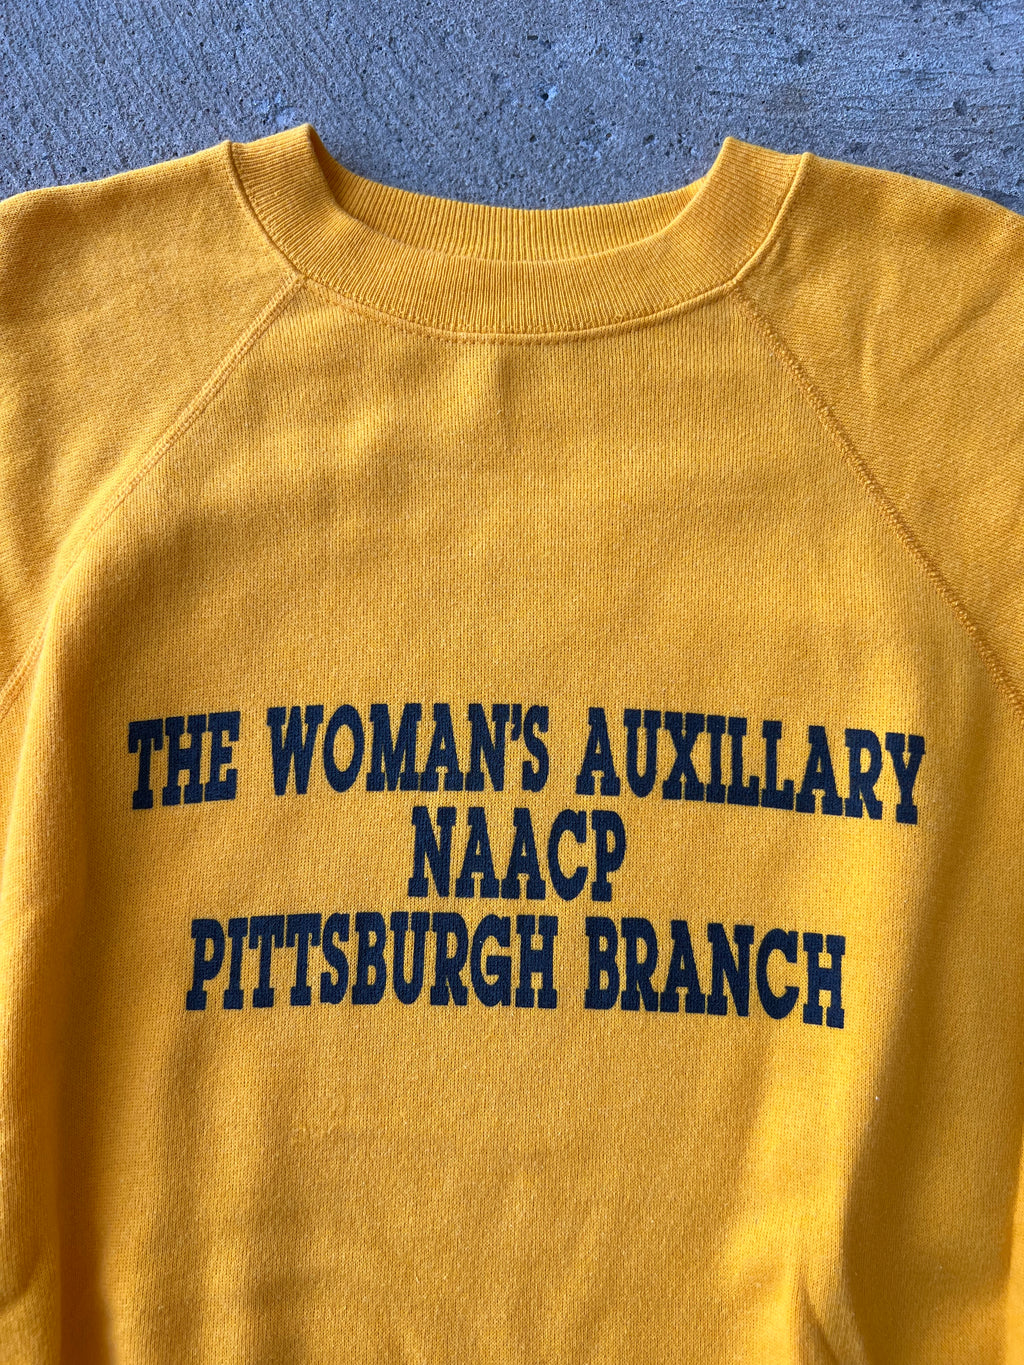 THE WOMAN'S AUXILLARY
NAACP
PITTSBURGH BRANCH